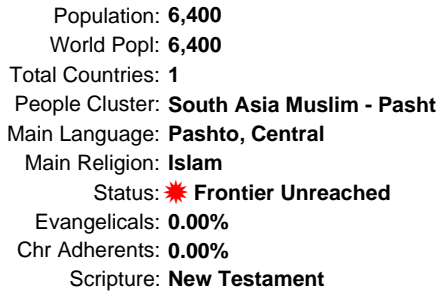 Population: 6,400
World Popl: 6,400
Total Countries: 1
People Cluster: South Asia Muslim - Pasht
Main Language: Pashto, Central
Main Religion: Islam
Status: Frontier Unreached
Evangelicals: 0.00%
Chr Adherents: 0.00%
Scripture: New Testament